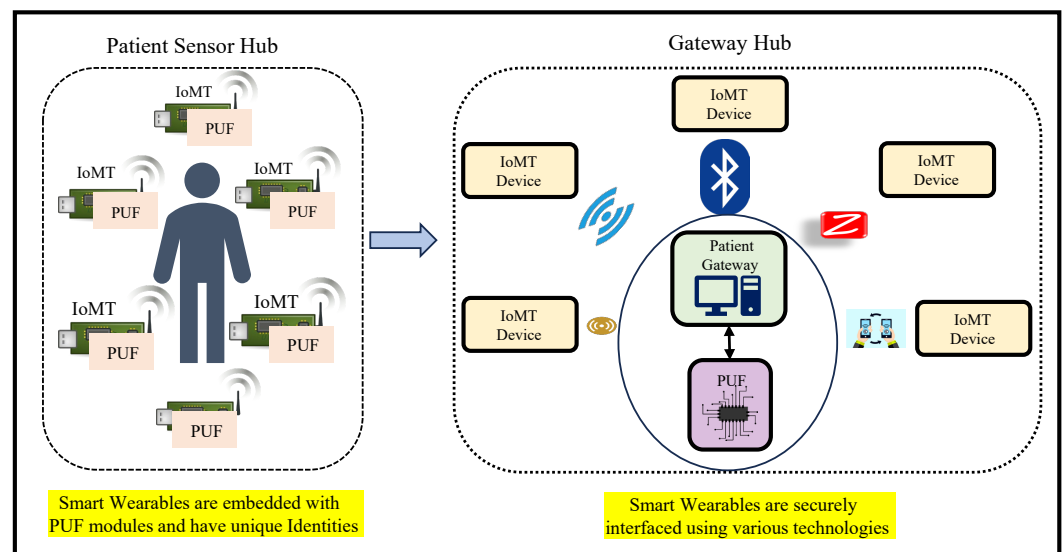 Patient Sensor Hub
IoMT
PUF
IoMT
PUF
IoMT
PUF
IoMT
PUF
IoMT
PUF
PUF
Smart Wearables are embedded with
PUF modules and have unique Identities
Gateway Hub
IoMT
Device
IoMT
Device
IoMT
Device
Z
Patient
Gateway
IoMT
Device
IoMT
Device
PUF
Smart Wearables are securely
interfaced using various technologies